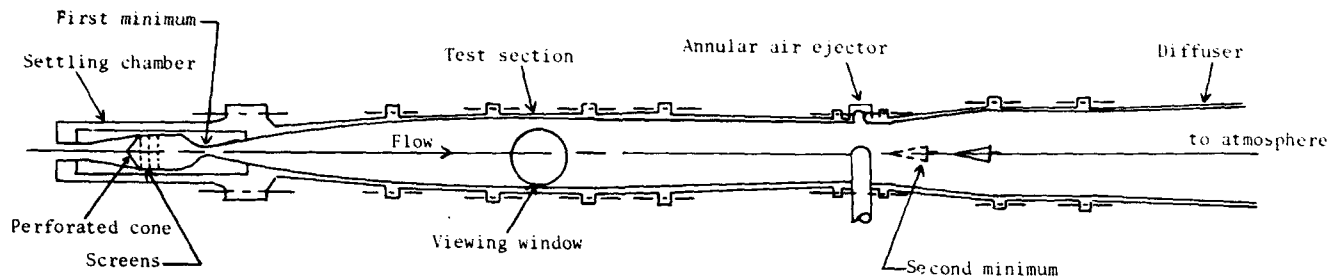 First minimum
Settling chamber
Test section
Annular air ejector
Diffuser
Flow
to atmosphere
Perforated cone
Screens
Viewing window
Second minimum